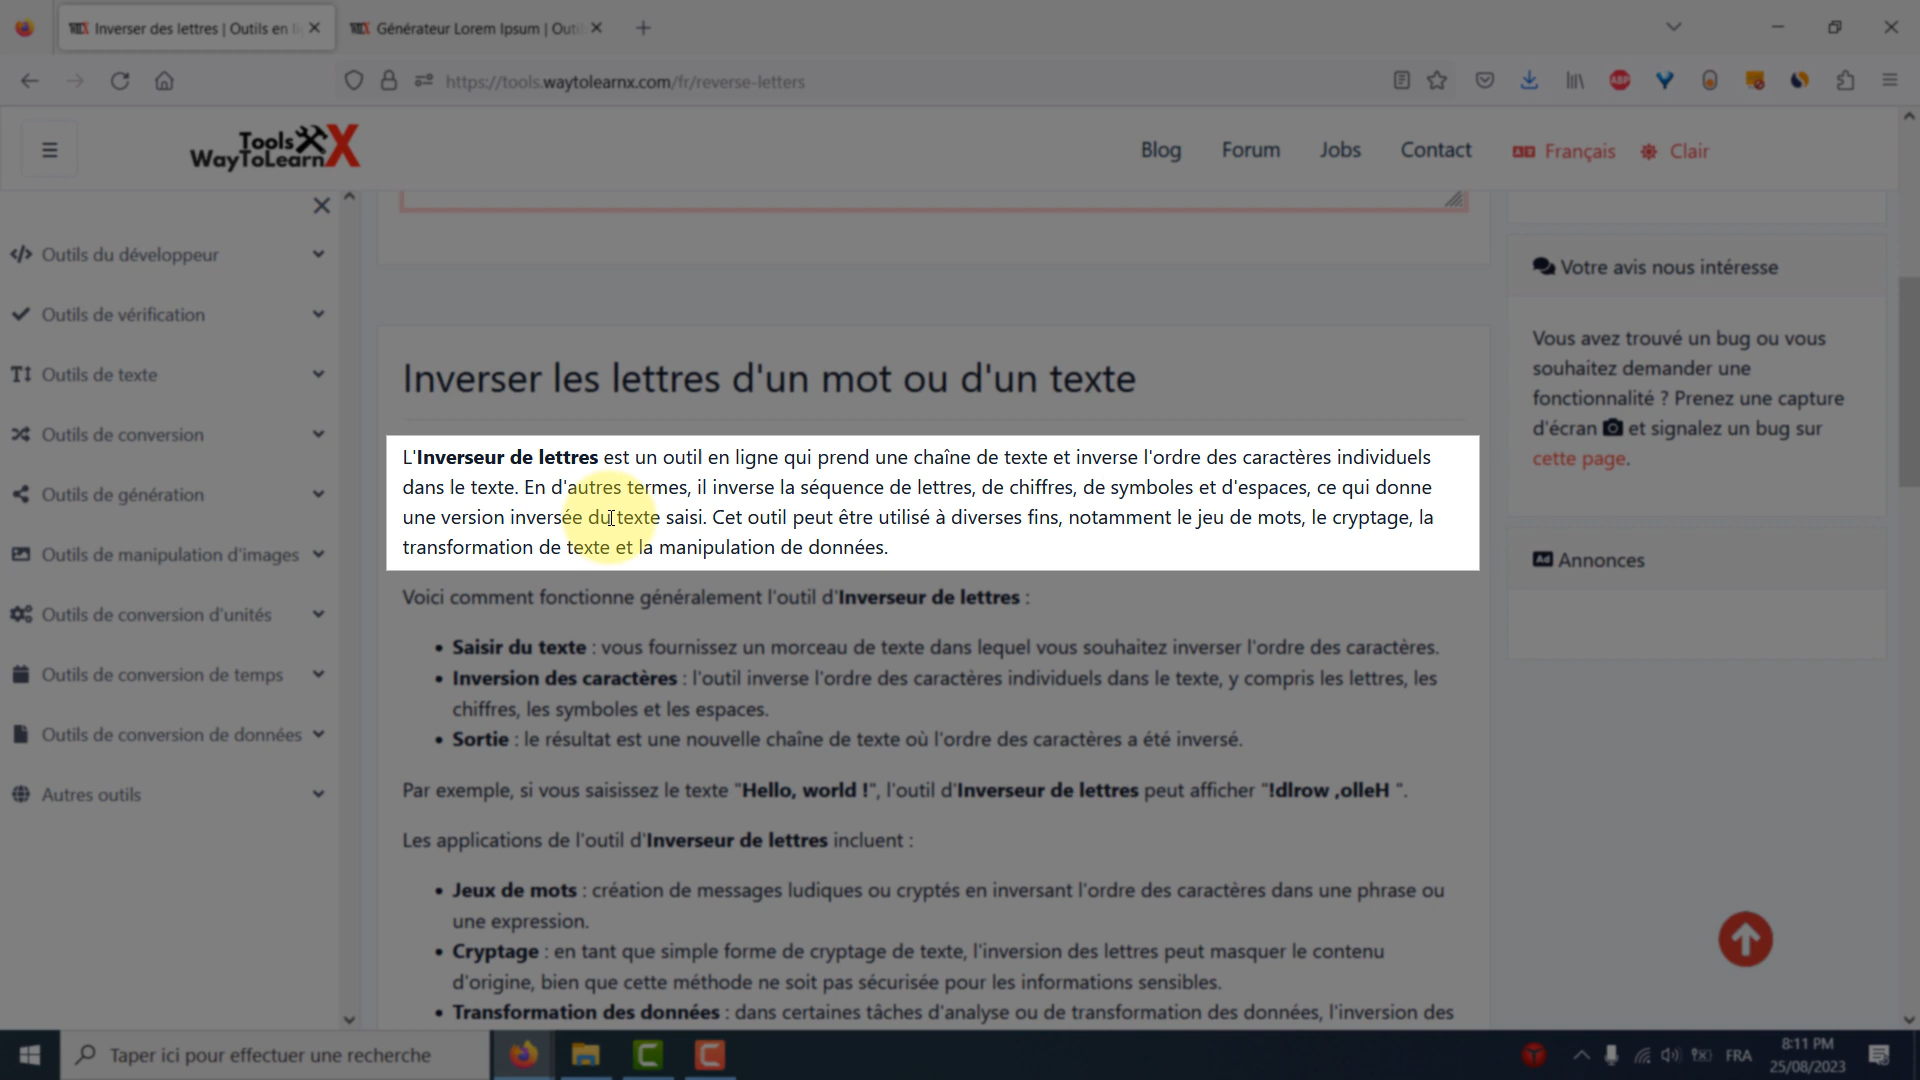 Inverser des lettres | Outils en li
Générateur Lorem Ipsum | Outi
https://tools.waytolearnx.com/fr/reverse-letters
ABP
Tools
WayToLearnX
Blog
Forum
Jobs
Contact
Français
Clair
Outils du développeur
Outils de vérification
Outils de texte
Outils de conversion
Outils de génération
Outils de manipulation d'images
Outils de conversion d'unités
Outils de conversion de temps
Outils de conversion de données
Autres outils
Inverser les lettres d'un mot ou d'un texte
L'Inverseur de lettres est un outil en ligne qui prend une chaîne de texte et inverse l'ordre des caractères individuels
dans le texte. En d'autres termes, il inverse la séquence de lettres, de chiffres, de symboles et d'espaces, ce qui donne
une version inversée du texte saisi. Cet outil peut être utilisé à diverses fins, notamment le jeu de mots, le cryptage, la
transformation de texte et la manipulation de données.
Voici comment fonctionne généralement l'outil d'Inverseur de lettres :
• Saisir du texte : vous fournissez un morceau de texte dans lequel vous souhaitez inverser l'ordre des caractères.
• Inversion des caractères : l'outil inverse l'ordre des caractères individuels dans le texte, y compris les lettres, les
chiffres, les symboles et les espaces.
• Sortie : le résultat est une nouvelle chaîne de texte où l'ordre des caractères a été inversé.
Par exemple, si vous saisissez le texte "Hello, world !", l'outil d'Inverseur de lettres peut afficher "!dlrow ,olleH ".
Les applications de l'outil d'Inverseur de lettres incluent :
• Jeux de mots : création de messages ludiques ou cryptés en inversant l'ordre des caractères dans une phrase ou
une expression.
• Cryptage : en tant que simple forme de cryptage de texte, l'inversion des lettres peut masquer le contenu
d'origine, bien que cette méthode ne soit pas sécurisée pour les informations sensibles.
• Transformation des données : dans certaines tâches d'analyse ou de transformation des données, l'inversion des
Votre avis nous intéresse
Vous avez trouvé un bug ou vous
souhaitez demander une
fonctionnalité ? Prenez une capture
d'écran et signalez un bug sur
cette page.
Ad Annonces
Taper ici pour effectuer une recherche
FRA
8:11 PM
25/08/2023